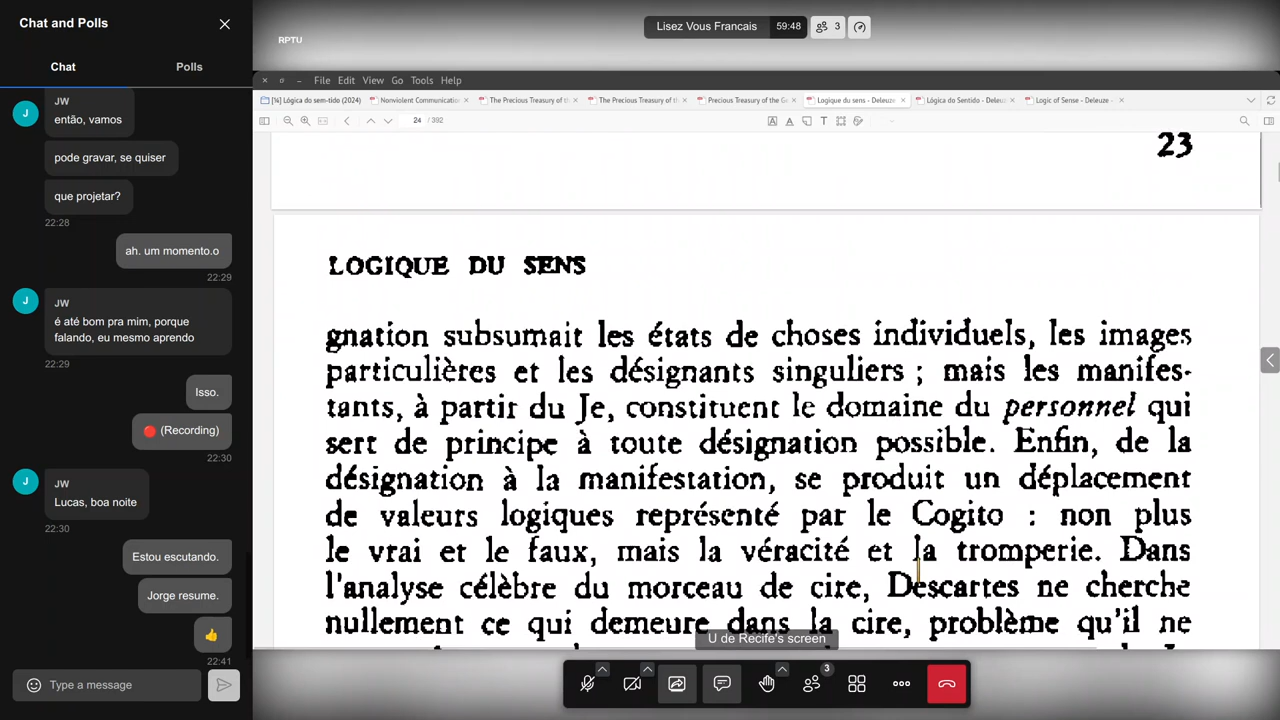 Chat and Polls
Chat
Polls
J
JW
então, vamos
pode gravar, se quiser
que projetar?
22:28
ah. um momento.o
22:29
J
JW
é até bom pra mim, porque
falando, eu mesmo aprendo
22:29
Isso.
🔴 (Recording)
22:30
J
JW
Lucas, boa noite
22:30
Estou escutando.
Jorge resume.
👍
22:41
Type a message
RPTU
Lisez Vous Francais
59:48
3
File Edit View Go Tools Help
[¼] Lógica do sem-tido (2024)
Nonviolent Communication
The Precious Treasury of th
The Precious Treasury of t
Precious Treasury of the G
Logique du sens - Deleuze
Lógica do Sentido - Deleus
Logic of Sense - Deleuze -
24 / 392
23
LOGIQUE DU SENS
gnation subsumait les états de choses individuels, les images
particulières et les désignants singuliers ; mais les manifes-
tants, à partir du Je, constituent le domaine du personnel qui
sert de principe à toute désignation possible. Enfin, de la
désignation à la manifestation, se produit un déplacement
de valeurs logiques représenté par le Cogito : non plus
le vrai et le faux, mais la véracité et la tromperie. Dans
l'analyse célèbre du morceau de cire, Descartes ne cherche
nullement ce qui demeure dans la cire, problème qu'il ne
U de Recife's screen
3